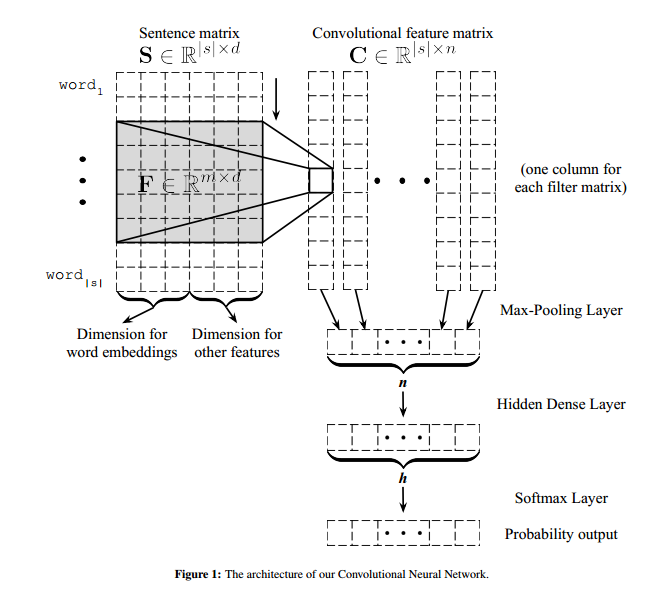 Sentence matrix
S ∈ ℝ^{|s|×d}
Convolutional feature matrix
C ∈ ℝ^{|s|×n}
word₁
F ∈ ℝ^{m×d}
(one column for
each filter matrix)
word_{|s|}
Dimension for
word embeddings
Dimension for
other features
Max-Pooling Layer
n
Hidden Dense Layer
h
Softmax Layer
Probability output
Figure 1: The architecture of our Convolutional Neural Network.